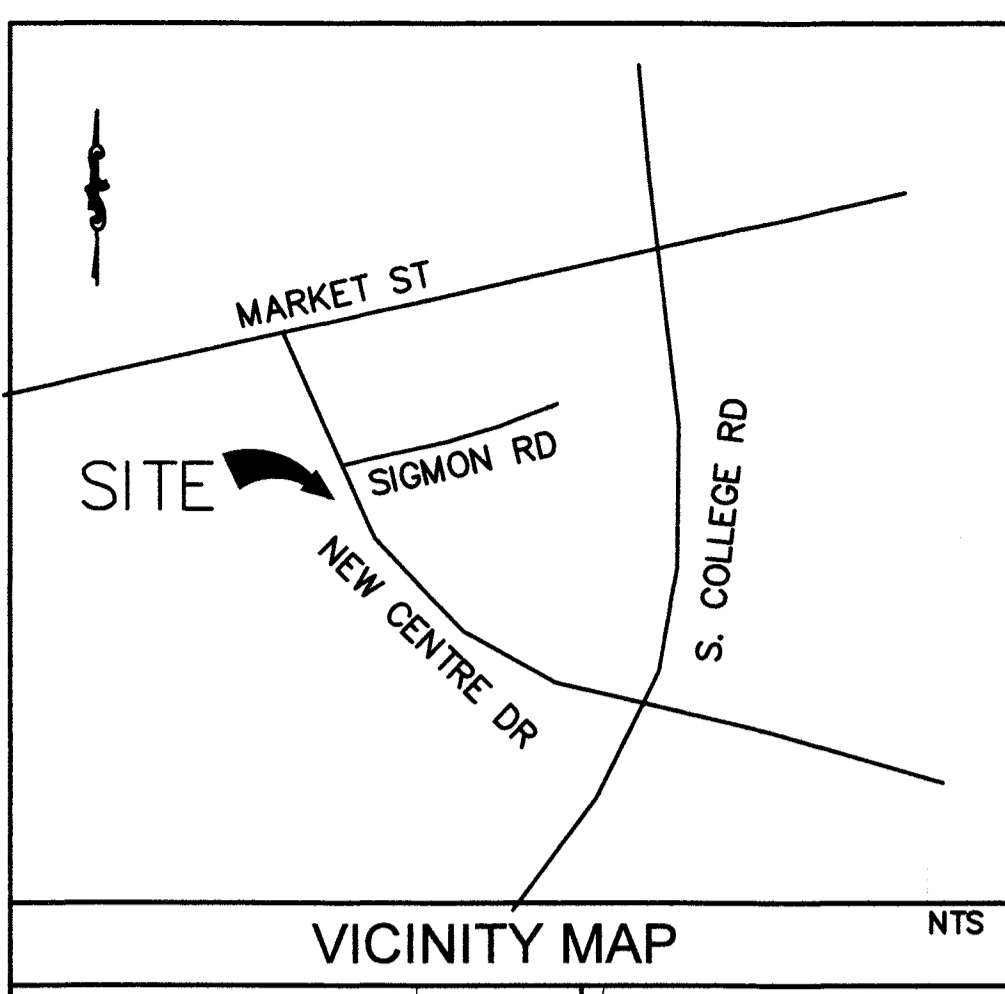 MARKET ST
SIGMON RD
SITE
S. COLLEGE RD
NEW CENTRE DR
NTS
VICINITY MAP